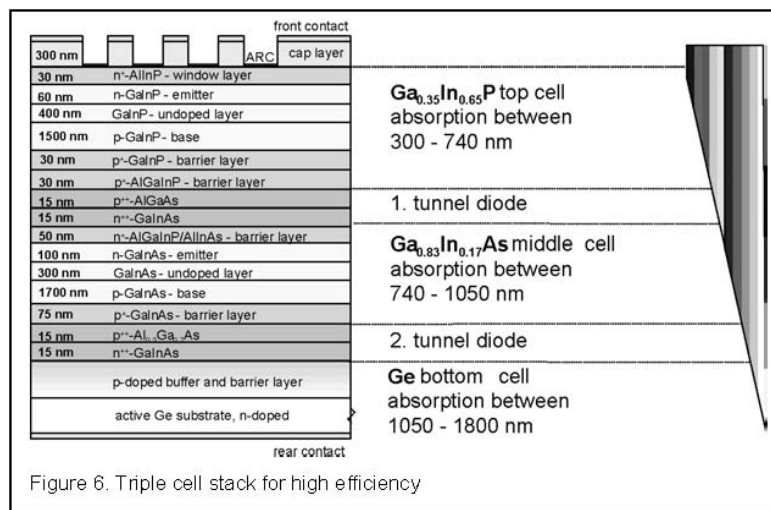 front contact
300 nm
ARC
cap layer
30 nm n⁺-AlInP - window layer
60 nm n-GaInP - emitter
400 nm GaInP - undoped layer
1500 nm p-GaInP - base
30 nm p⁺-GaInP - barrier layer
30 nm p⁺-AlGaInP - barrier layer
15 nm p⁺⁺-AlGaAs
15 nm n⁺⁺-GaInAs
50 nm n⁺-AlGaInP/AlInAs - barrier layer
100 nm n-GaInAs - emitter
300 nm GaInAs - undoped layer
1700 nm p-GaInAs - base
75 nm p⁺-GaInAs - barrier layer
15 nm
15 nm n⁺⁺-GaInAs
p-doped buffer and barrier layer
active Ge substrate, n-doped
rear contact
Ga₀.₃₅In₀.₆₅P top cell
absorption between
300 - 740 nm
1. tunnel diode
Ga₀.₈₃In₀.₁₇As middle cell
absorption between
740 - 1050 nm
2. tunnel diode
Ge bottom cell
absorption between
1050 - 1800 nm
Figure 6. Triple cell stack for high efficiency